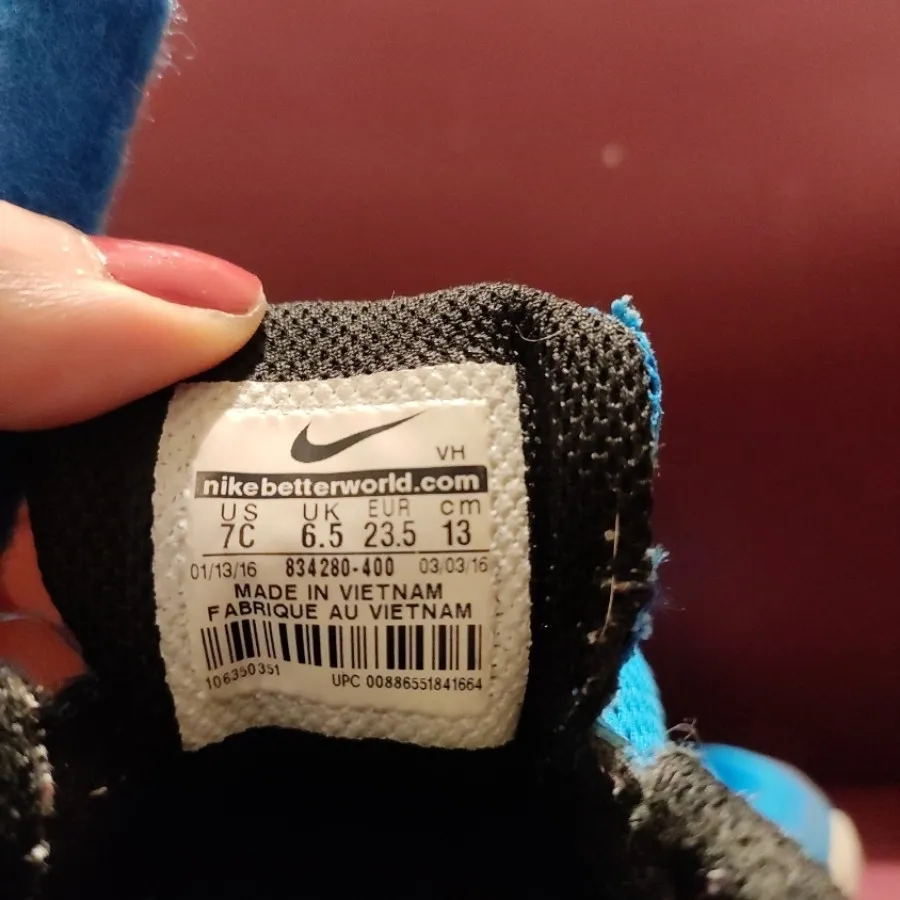 VH
nikebetterworld.com
US UK EUR cm
7C 6.5 23.5 13
01/13/16 834280-400 03/03/16
MADE IN VIETNAM
FABRIQUE AU VIETNAM
106350351 UPC 00886551841664